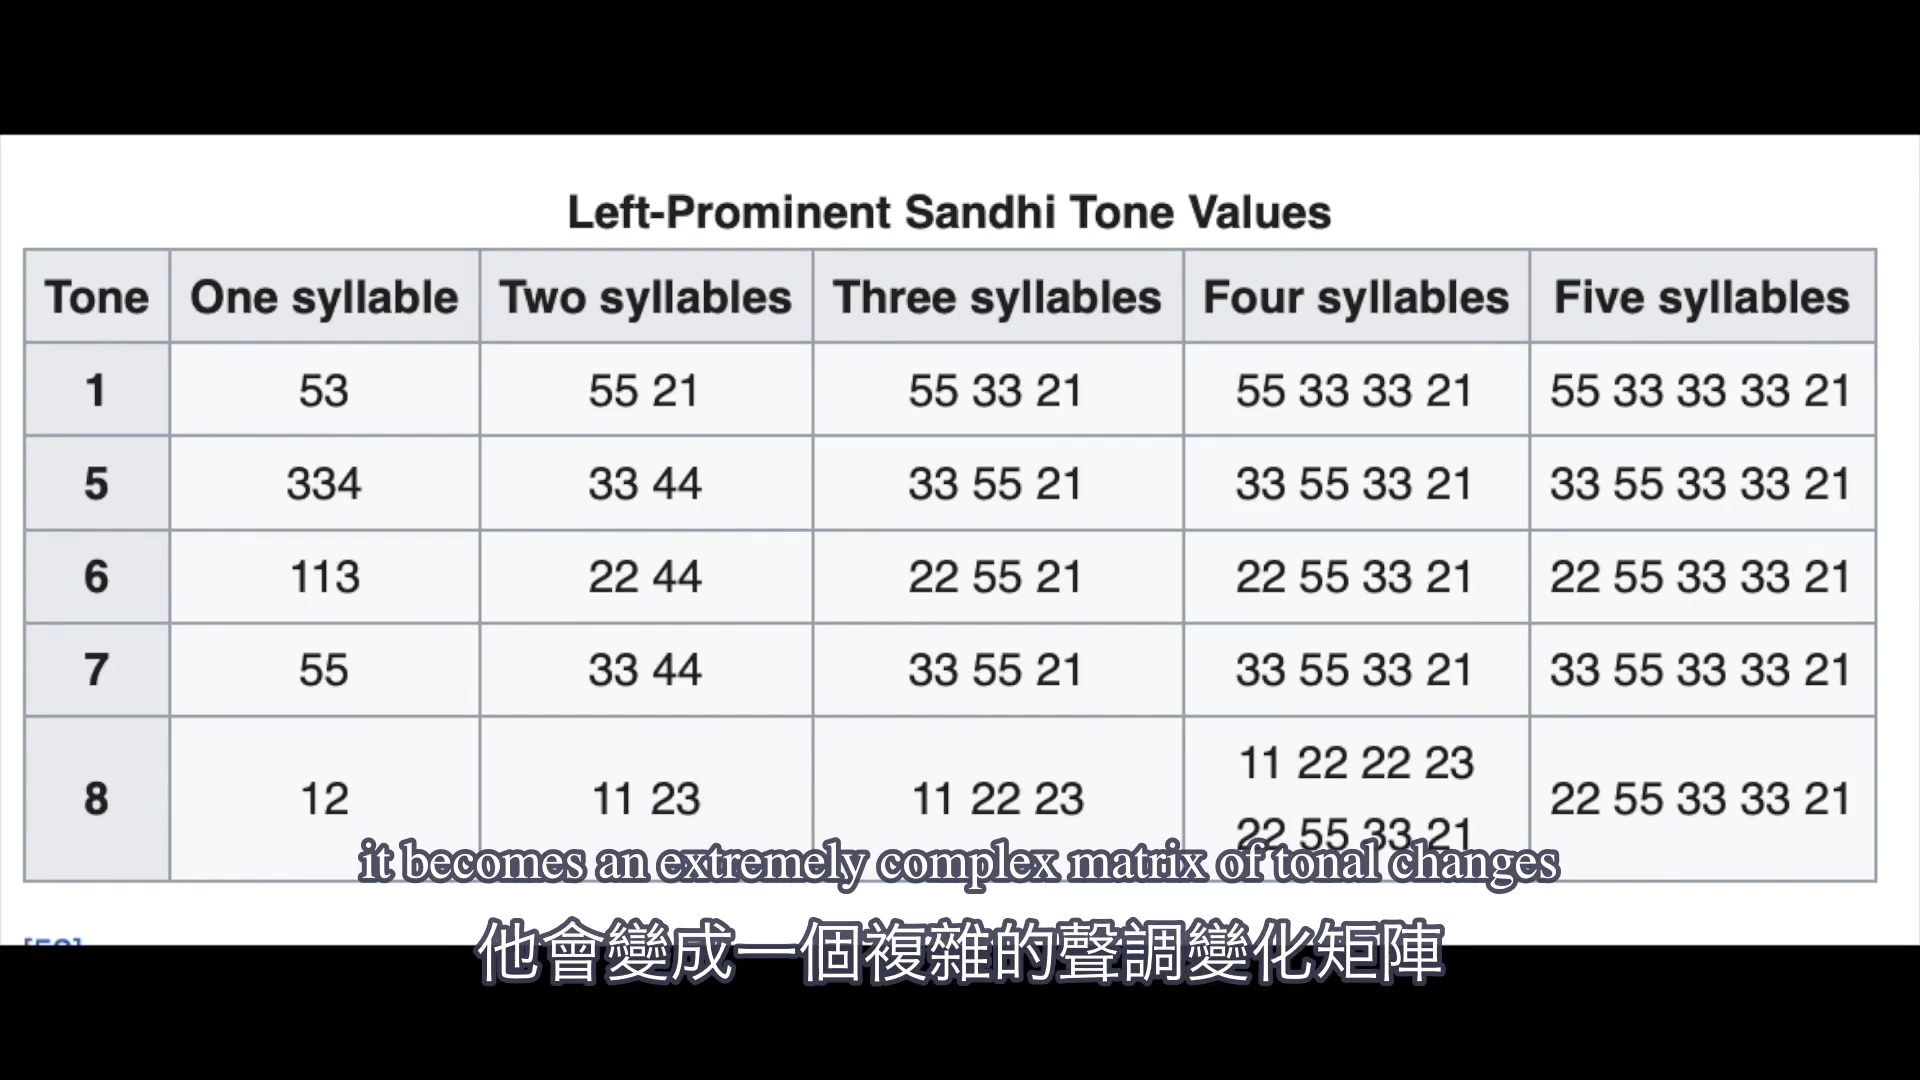 Left-Prominent Sandhi Tone Values
Tone One syllable Two syllables Three syllables Four syllables Five syllables
1 53 55 21 55 33 21 55 33 33 21 55 33 33 33 21
5 334 33 44 33 55 21 33 55 33 21 33 55 33 33 21
6 113 22 44 22 55 21 22 55 33 21 22 55 33 33 21
7 55 33 44 33 55 21 33 55 33 21 33 55 33 33 21
8 12 11 23 11 22 23 11 22 22 23 22 55 33 33 21
22 55 33 21
it becomes an extremely complex matrix of tonal changes
他會變成一個複雜的聲調變化矩陣